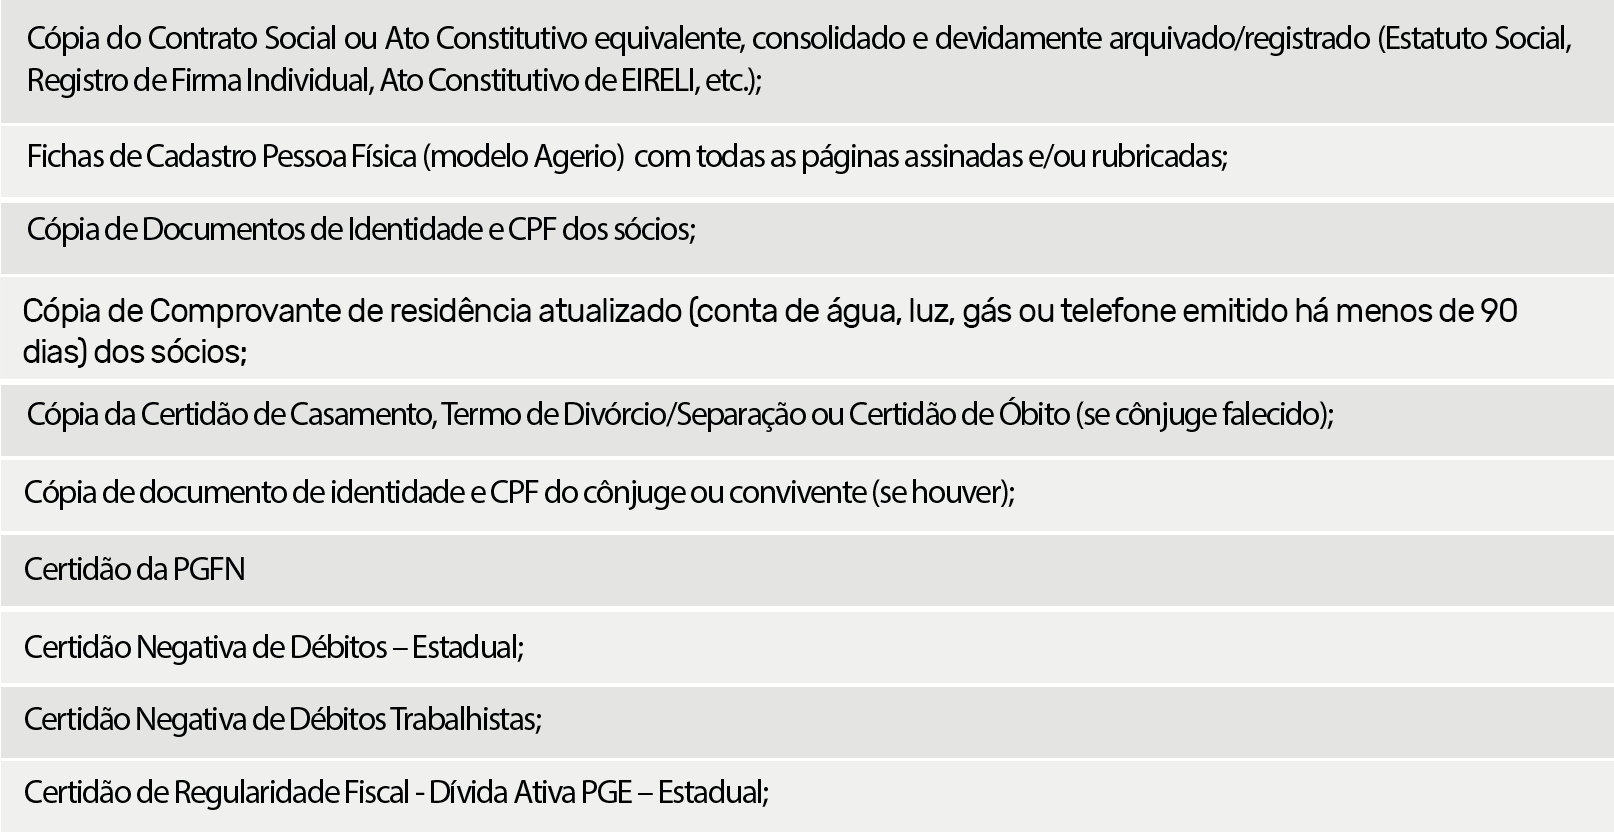 Cópia do Contrato Social ou Ato Constitutivo equivalente, consolidado e devidamente arquivado/registrado (Estatuto Social,
Registro de Firma Individual, Ato Constitutivo de EIRELI, etc.);
Fichas de Cadastro Pessoa Física (modelo Agerio) com todas as páginas assinadas e/ou rubricadas;
Cópia de Documentos de Identidade e CPF dos sócios;
Cópia de Comprovante de residência atualizado (conta de água, luz, gás ou telefone emitido há menos de 90
dias) dos sócios;
Cópia da Certidão de Casamento, Termo de Divórcio/Separação ou Certidão de Óbito (se cônjuge falecido);
Cópia de documento de identidade e CPF do cônjuge ou convivente (se houver);
Certidão da PGFN
Certidão Negativa de Débitos – Estadual;
Certidão Negativa de Débitos Trabalhistas;
Certidão de Regularidade Fiscal - Dívida Ativa PGE – Estadual;